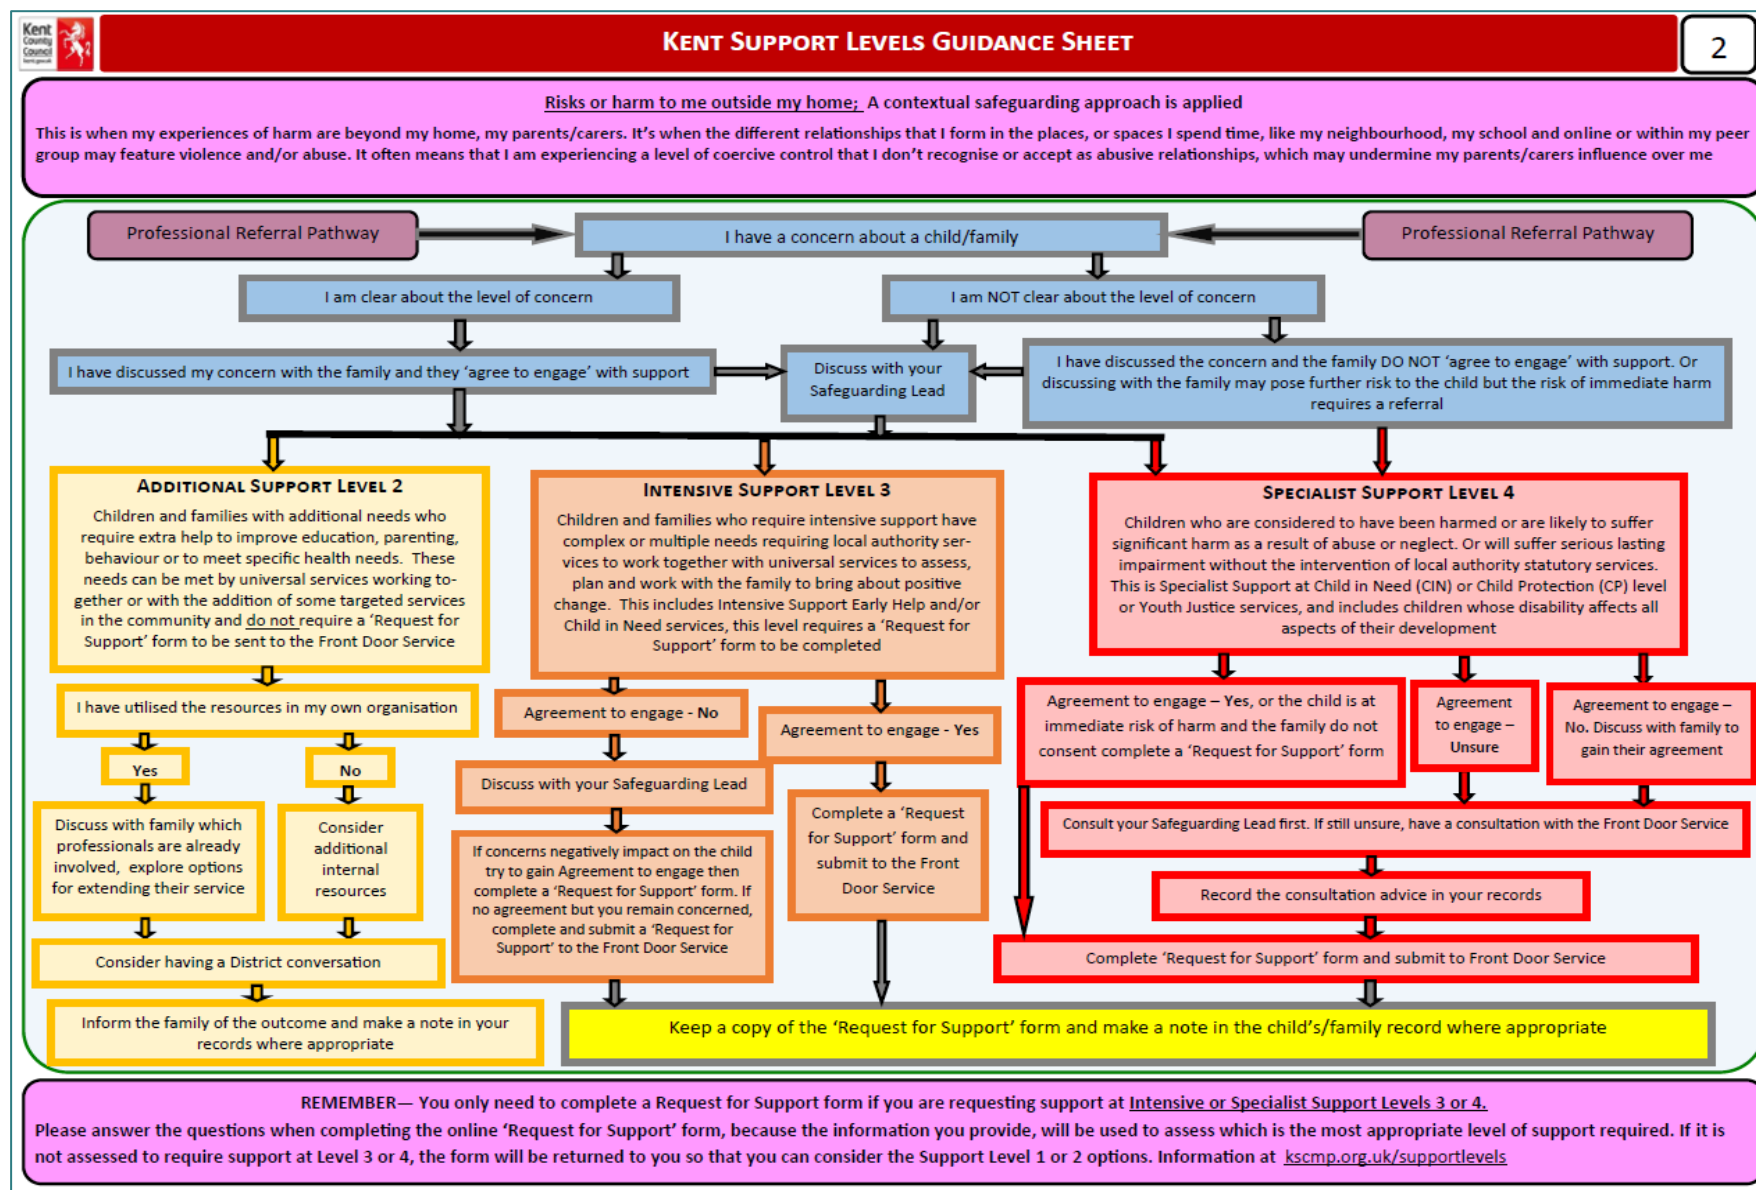 Kent
County
Council
kent.gov.uk
KENT SUPPORT LEVELS GUIDANCE SHEET
2
Risks or harm to me outside my home; A contextual safeguarding approach is applied
This is when my experiences of harm are beyond my home, my parents/carers. It's when the different relationships that I form in the places, or spaces I spend time, like my neighbourhood, my school and online or within my peer
group may feature violence and/or abuse. It often means that I am experiencing a level of coercive control that I don't recognise or accept as abusive relationships, which may undermine my parents/carers influence over me
Professional Referral Pathway
I have a concern about a child/family
Professional Referral Pathway
I am clear about the level of concern
I am NOT clear about the level of concern
I have discussed my concern with the family and they 'agree to engage' with support
Discuss with your
Safeguarding Lead
I have discussed the concern and the family DO NOT 'agree to engage' with support. Or
discussing with the family may pose further risk to the child but the risk of immediate harm
requires a referral
ADDITIONAL SUPPORT LEVEL 2
Children and families with additional needs who
require extra help to improve education, parenting,
behaviour or to meet specific health needs. These
needs can be met by universal services working to-
gether or with the addition of some targeted services
in the community and do not require a 'Request for
Support' form to be sent to the Front Door Service
I have utilised the resources in my own organisation
Yes
No
Discuss with family which
professionals are already
involved, explore options
for extending their service
Consider
additional
internal
resources
Consider having a District conversation
Inform the family of the outcome and make a note in your
records where appropriate
INTENSIVE SUPPORT LEVEL 3
Children and families who require intensive support have
complex or multiple needs requiring local authority ser-
vices to work together with universal services to assess,
plan and work with the family to bring about positive
change. This includes Intensive Support Early Help and/or
Child in Need services, this level requires a 'Request for
Support' form to be completed
Agreement to engage - No
Agreement to engage - Yes
Discuss with your Safeguarding Lead
If concerns negatively impact on the child
try to gain Agreement to engage then
complete a 'Request for Support' form. If
no agreement but you remain concerned,
complete and submit a 'Request for
Support' to the Front Door Service
Complete a 'Request
for Support' form and
submit to the Front
Door Service
SPECIALIST SUPPORT LEVEL 4
Children who are considered to have been harmed or are likely to suffer
significant harm as a result of abuse or neglect. Or will suffer serious lasting
impairment without the intervention of local authority statutory services.
This is Specialist Support at Child in Need (CIN) or Child Protection (CP) level
or Youth Justice services, and includes children whose disability affects all
aspects of their development
Agreement to engage – Yes, or the child is at
immediate risk of harm and the family do not
consent complete a 'Request for Support' form
Agreement
to engage –
Unsure
Agreement to engage –
No. Discuss with family to
gain their agreement
Consult your Safeguarding Lead first. If still unsure, have a consultation with the Front Door Service
Record the consultation advice in your records
Complete 'Request for Support' form and submit to Front Door Service
Keep a copy of the 'Request for Support' form and make a note in the child's/family record where appropriate
REMEMBER— You only need to complete a Request for Support form if you are requesting support at Intensive or Specialist Support Levels 3 or 4.
Please answer the questions when completing the online 'Request for Support' form, because the information you provide, will be used to assess which is the most appropriate level of support required. If it is
not assessed to require support at Level 3 or 4, the form will be returned to you so that you can consider the Support Level 1 or 2 options. Information at kscmp.org.uk/supportlevels